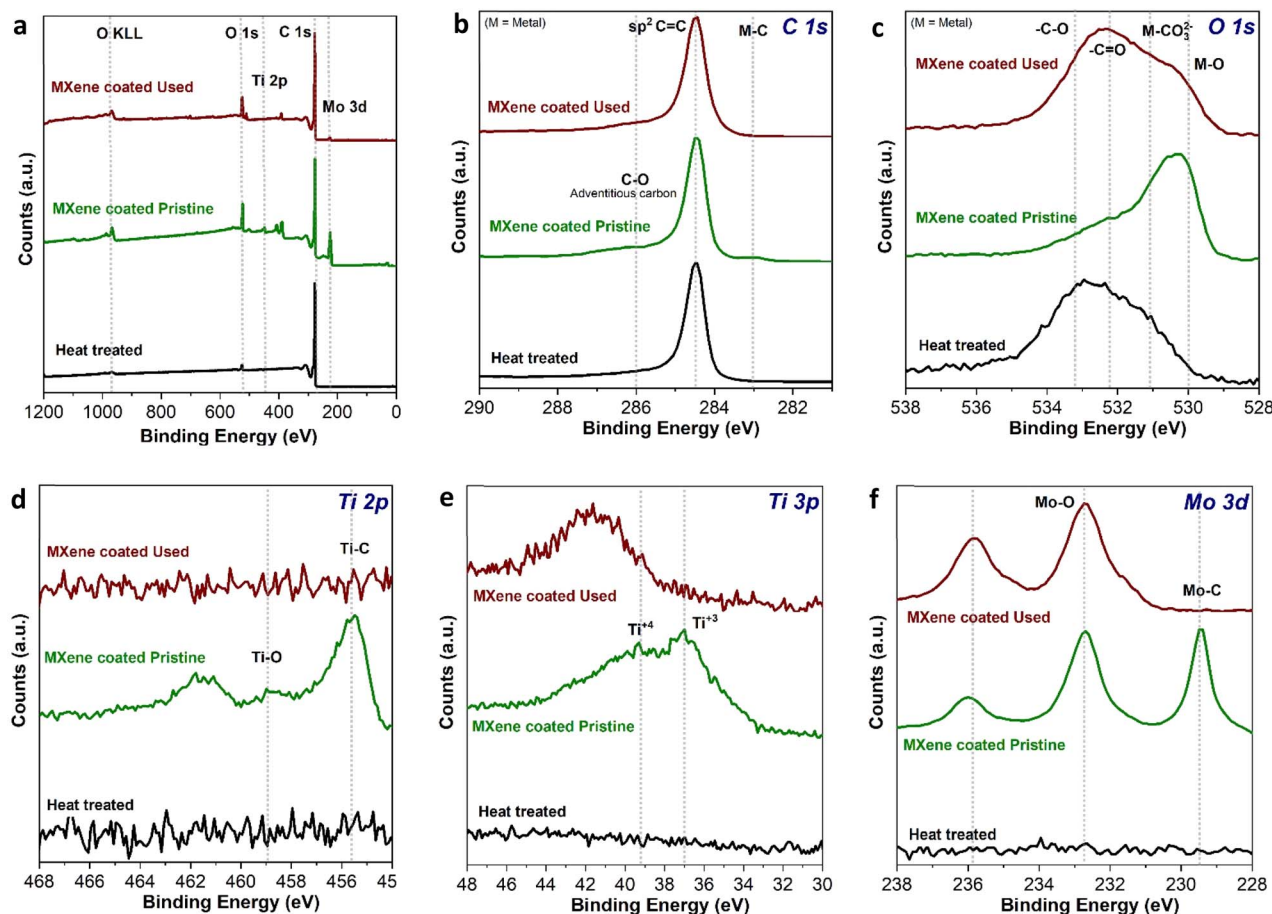 a
O KLL
O 1s
C 1s
Ti 2p
Mo 3d
MXene coated Used
MXene coated Pristine
Heat treated
Counts (a.u.)
1200 1000 800 600 400 200 0
Binding Energy (eV)
b
(M = Metal)
C 1s
sp² C=C
M-C
MXene coated Used
C-O
Adventitious carbon
MXene coated Pristine
Heat treated
Counts (a.u.)
290 288 286 284 282
Binding Energy (eV)
c
(M = Metal)
O 1s
-C-O
-C=O
M-CO₃²⁻
M-O
MXene coated Used
MXene coated Pristine
Heat treated
Counts (a.u.)
538 536 534 532 530 528
Binding Energy (eV)
d
Ti 2p
MXene coated Used
Ti-C
MXene coated Pristine
Ti-O
Heat treated
Counts (a.u.)
468 466 464 462 460 458 456 454
Binding Energy (eV)
e
Ti 3p
MXene coated Used
Ti⁺⁴
Ti⁺³
MXene coated Pristine
Heat treated
Counts (a.u.)
48 45 42 39 36 33 30
Binding Energy (eV)
f
Mo 3d
Mo-O
MXene coated Used
Mo-C
MXene coated Pristine
Heat treated
Counts (a.u.)
238 236 234 232 230 228
Binding Energy (eV)